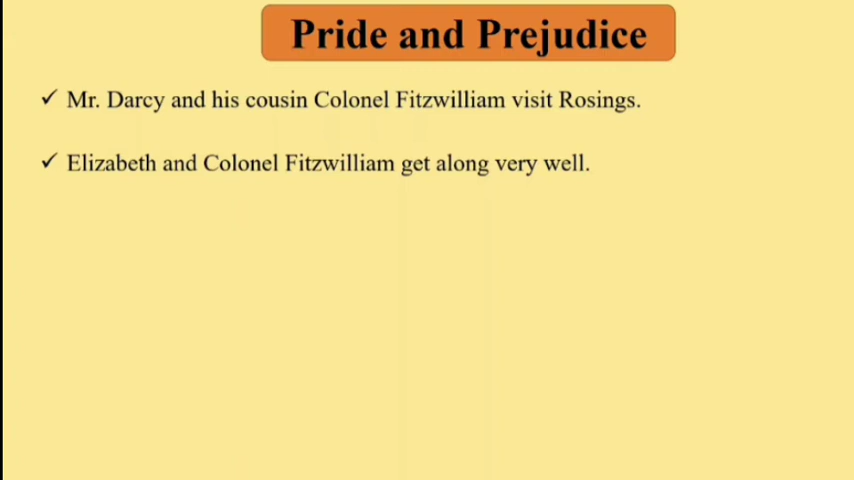 Pride and Prejudice
✓ Mr. Darcy and his cousin Colonel Fitzwilliam visit Rosings.
✓ Elizabeth and Colonel Fitzwilliam get along very well.